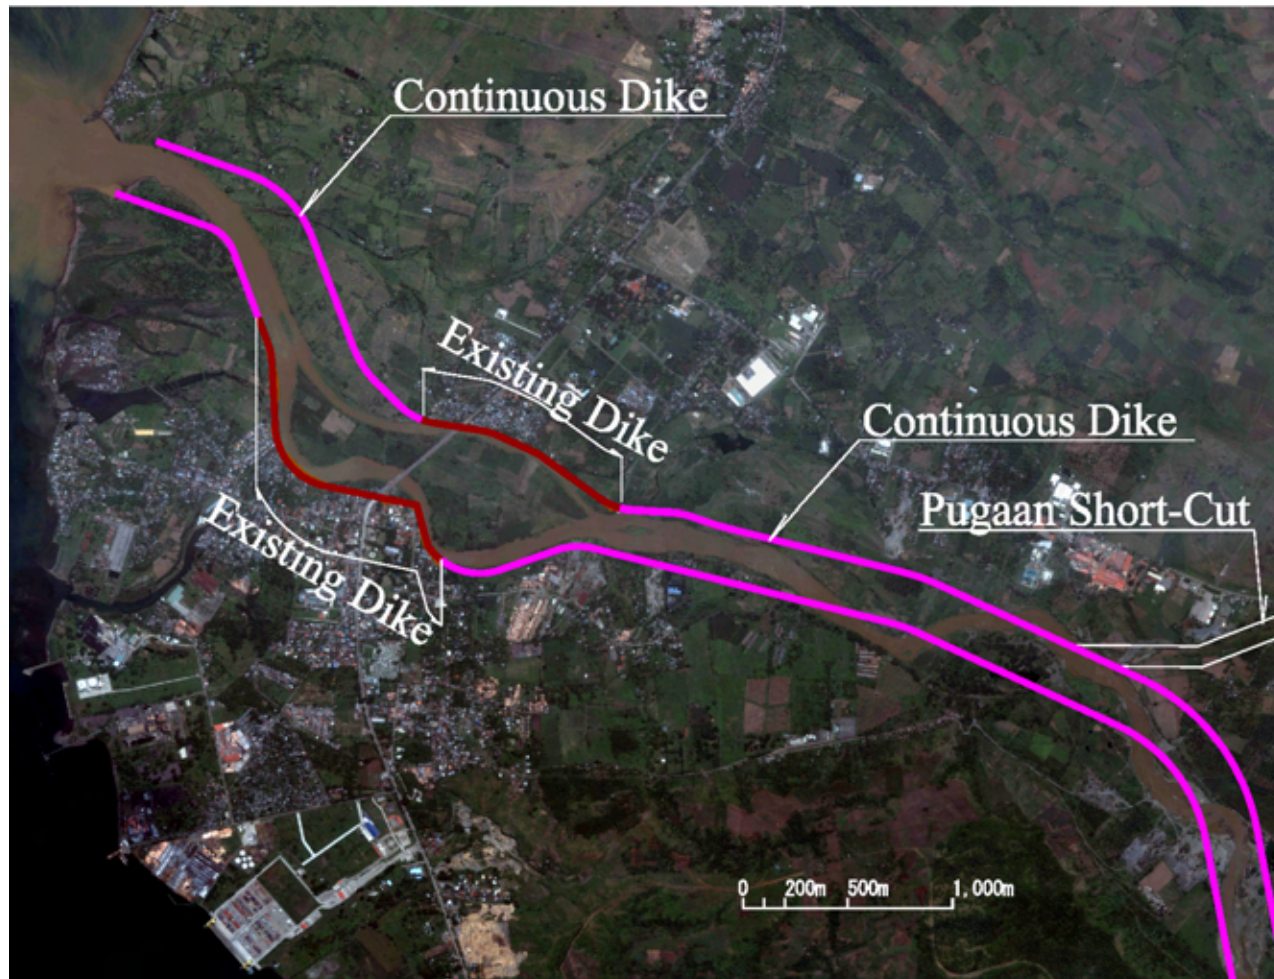 Continuous Dike
Existing Dike
Continuous Dike
Pugaan Short-Cut
Existing Dike
0 200m 500m 1,000m